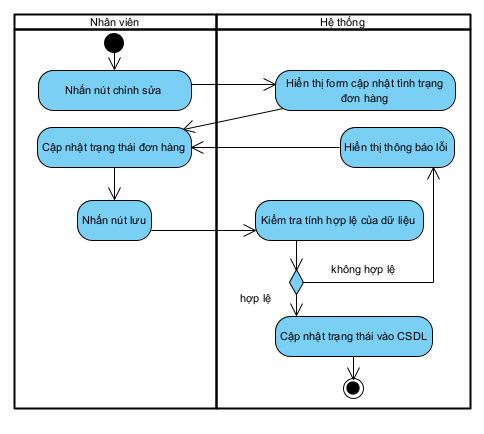 Nhân viên
Hệ thống
Nhấn nút chỉnh sửa
Hiển thị form cập nhật tình trạng
đơn hàng
Cập nhật trạng thái đơn hàng
Hiển thị thông báo lỗi
Nhấn nút lưu
Kiểm tra tính hợp lệ của dữ liệu
không hợp lệ
hợp lệ
Cập nhật trạng thái vào CSDL